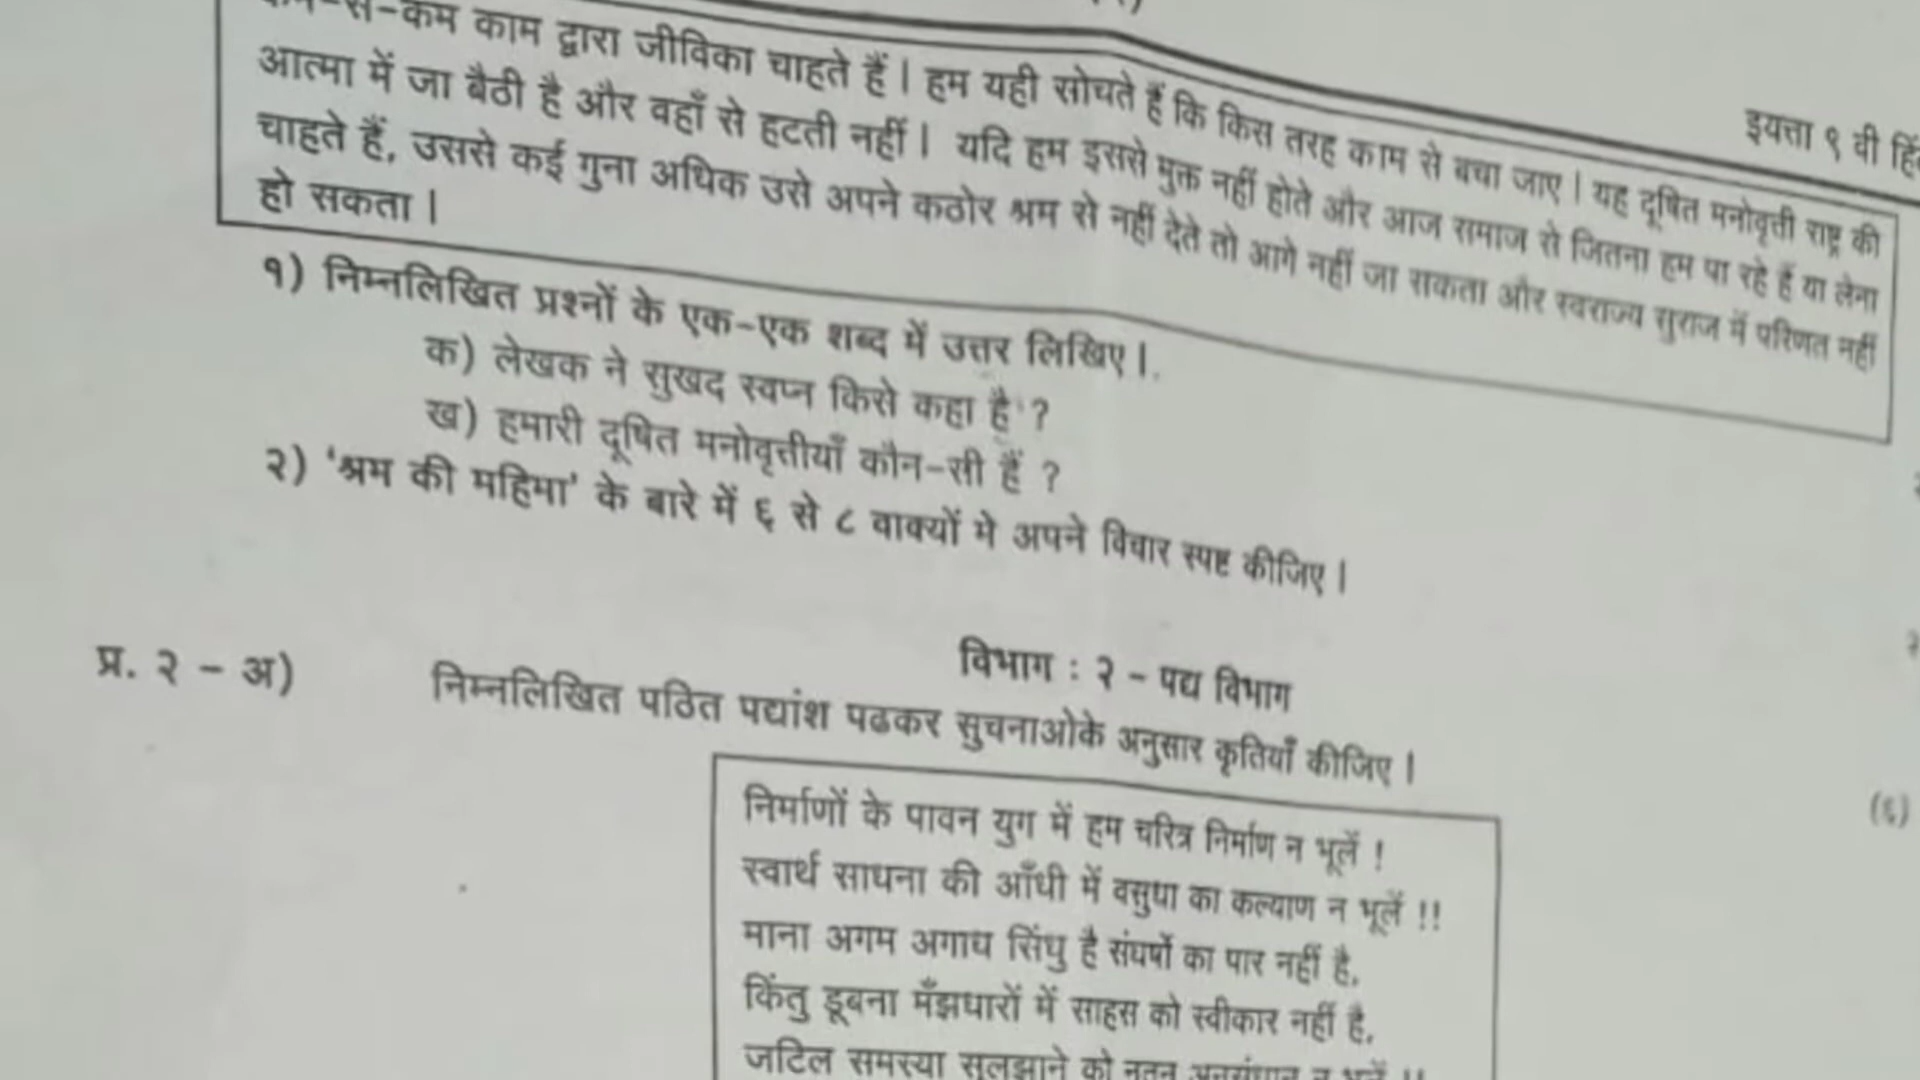 इयत्ता ९ वी
कम-से-कम काम द्वारा जीविका चाहते हैं । हम यही सोचते हैं कि किस तरह काम से बचा जाए । यह दूषित मनोवृत्ती राष्ट्र की
आत्मा में जा बैठी है और वहाँ से हटती नहीं । यदि हम इससे मुक्त नहीं होते और आज समाज से जितना हम पा रहे हैं या लेना
चाहते हैं, उससे कई गुना अधिक उसे अपने कठोर श्रम से नहीं देते तो आगे नहीं जा सकता और स्वराज्य सुराज में परिणत नहीं
हो सकता ।
१) निम्नलिखित प्रश्नों के एक-एक शब्द में उत्तर लिखिए ।
क) लेखक ने सुखद स्वप्न किसे कहा है ?
ख) हमारी दूषित मनोवृत्तीयाँ कौन-सी हैं ?
२) 'श्रम की महिमा' के बारे में ६ से ८ वाक्यों मे अपने विचार स्पष्ट कीजिए ।
विभाग : २ - पद्य विभाग
प्र. २ - अ) निम्नलिखित पठित पद्यांश पढकर सुचनाओके अनुसार कृतियाँ कीजिए ।
(६)
निर्माणों के पावन युग में हम चरित्र निर्माण न भूलें !
स्वार्थ साधना की आँधी में वसुधा का कल्याण न भूलें !!
माना अगम अगाध सिंधु है संघर्षों का पार नहीं है,
किंतु डूबना मँझधारों में साहस को स्वीकार नहीं है,
जटिल समस्या सुलझाने को नूतन अनुसंधान न भूलें !!